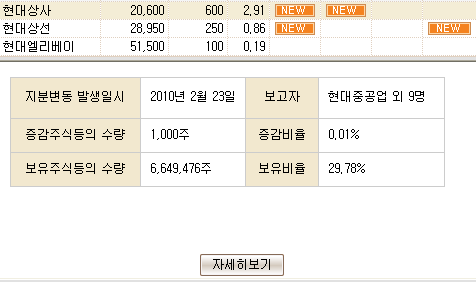 현대상사 20,600 600 2,91 NEW NEW
현대상선 28,950 250 0,86 NEW NEW
현대엘리베이 51,500 100 0,19
지분변동 발생일시 2010년 2월 23일 보고자 현대중공업 외 9명
증감주식등의 수량 1,000주 증감비율 0,01%
보유주식등의 수량 6,649,476주 보유비율 29,78%
자세히보기